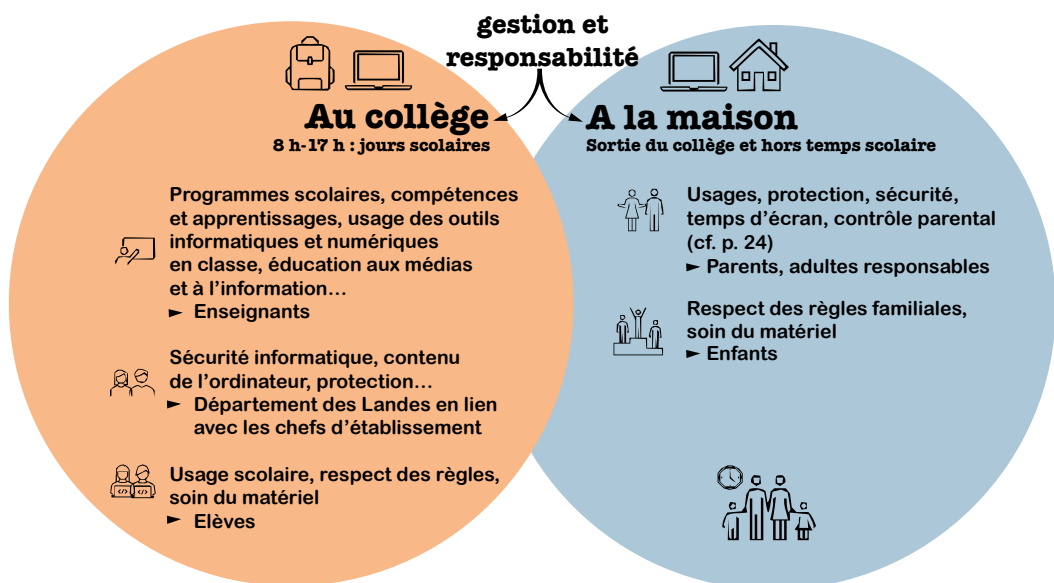 gestion et
responsabilité
Au collège
8 h-17 h : jours scolaires
Programmes scolaires, compétences
et apprentissages, usage des outils
informatiques et numériques
en classe, éducation aux médias
et à l'information…
► Enseignants
Sécurité informatique, contenu
de l'ordinateur, protection…
► Département des Landes en lien
avec les chefs d'établissement
Usage scolaire, respect des règles,
soin du matériel
► Elèves
A la maison
Sortie du collège et hors temps scolaire
Usages, protection, sécurité,
temps d'écran, contrôle parental
(cf. p. 24)
► Parents, adultes responsables
Respect des règles familiales,
soin du matériel
► Enfants